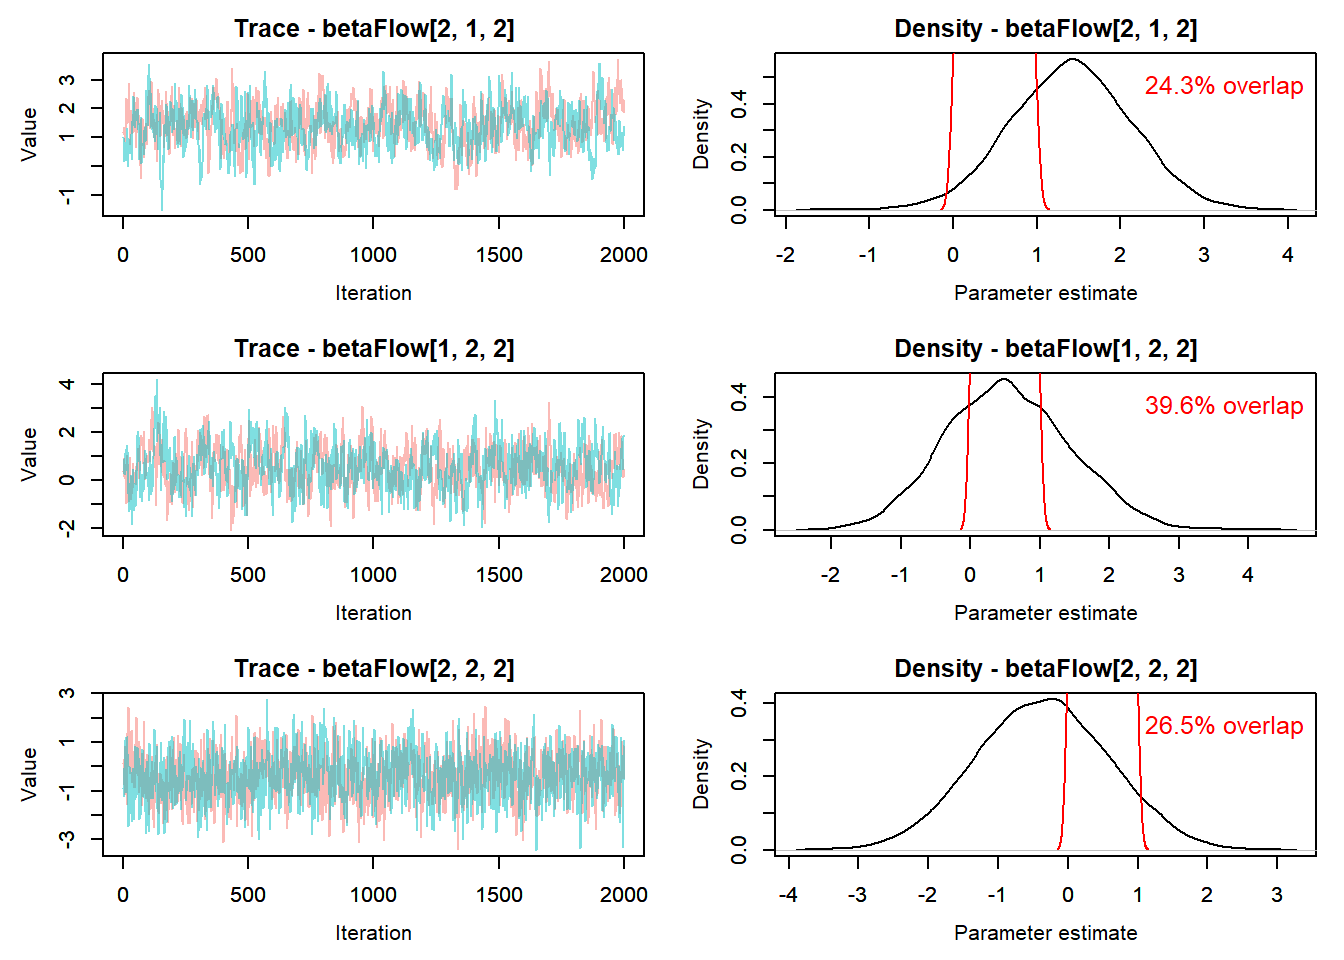 Trace - betaFlow[2, 1, 2]
Value
-1 1 2 3
0 500 1000 1500 2000
Iteration
Density - betaFlow[2, 1, 2]
24.3% overlap
Density
0.0 0.2 0.4
-2 -1 0 1 2 3 4
Parameter estimate
Trace - betaFlow[1, 2, 2]
Value
-2 0 2 4
0 500 1000 1500 2000
Iteration
Density - betaFlow[1, 2, 2]
39.6% overlap
Density
0.0 0.2 0.4
-2 -1 0 1 2 3 4
Parameter estimate
Trace - betaFlow[2, 2, 2]
Value
-3 -1 1 3
0 500 1000 1500 2000
Iteration
Density - betaFlow[2, 2, 2]
26.5% overlap
Density
0.0 0.2 0.4
-4 -3 -2 -1 0 1 2 3
Parameter estimate